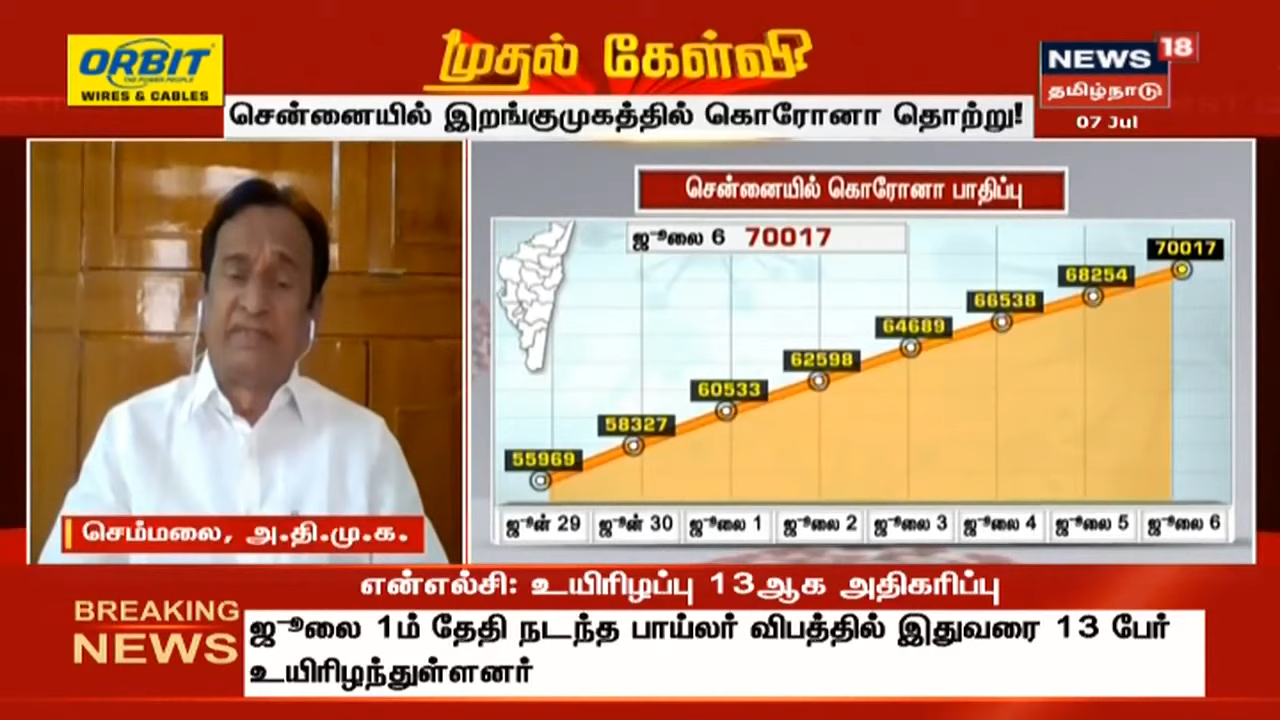 ORBIT
THE POWER PEOPLE
WIRES & CABLES
முதல் கேள்வி?
NEWS 18
தமிழ்நாடு
07 Jul
சென்னையில் இறங்குமுகத்தில் கொரோனா தொற்று!
சென்னையில் கொரோனா பாதிப்பு
ஜூலை 6 70017
55969
58327
60533
62598
64689
66538
68254
70017
ஜூன் 29
ஜூன் 30
ஜூலை 1
ஜூலை 2
ஜூலை 3
ஜூலை 4
ஜூலை 5
ஜூலை 6
செம்மலை, அ.தி.மு.க.
என்எல்சி: உயிரிழப்பு 13ஆக அதிகரிப்பு
BREAKING
NEWS
ஜூலை 1ம் தேதி நடந்த பாய்லர் விபத்தில் இதுவரை 13 பேர்
உயிரிழந்துள்ளனர்